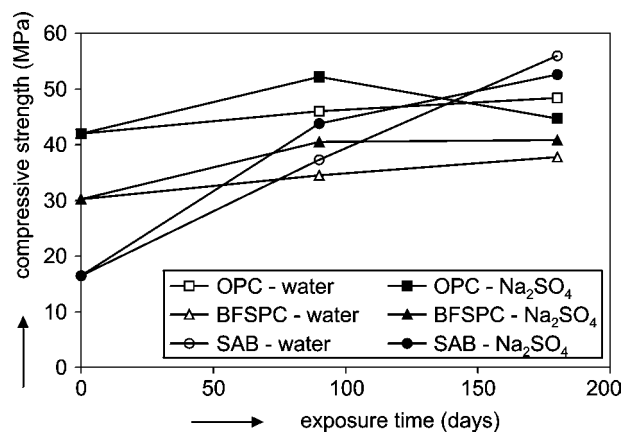 compressive strength (MPa)
60
50
40
30
20
10
0
OPC - water
OPC - Na₂SO₄
BFSPC - water
BFSPC - Na₂SO₄
SAB - water
SAB - Na₂SO₄
0 50 100 150 200
exposure time (days)